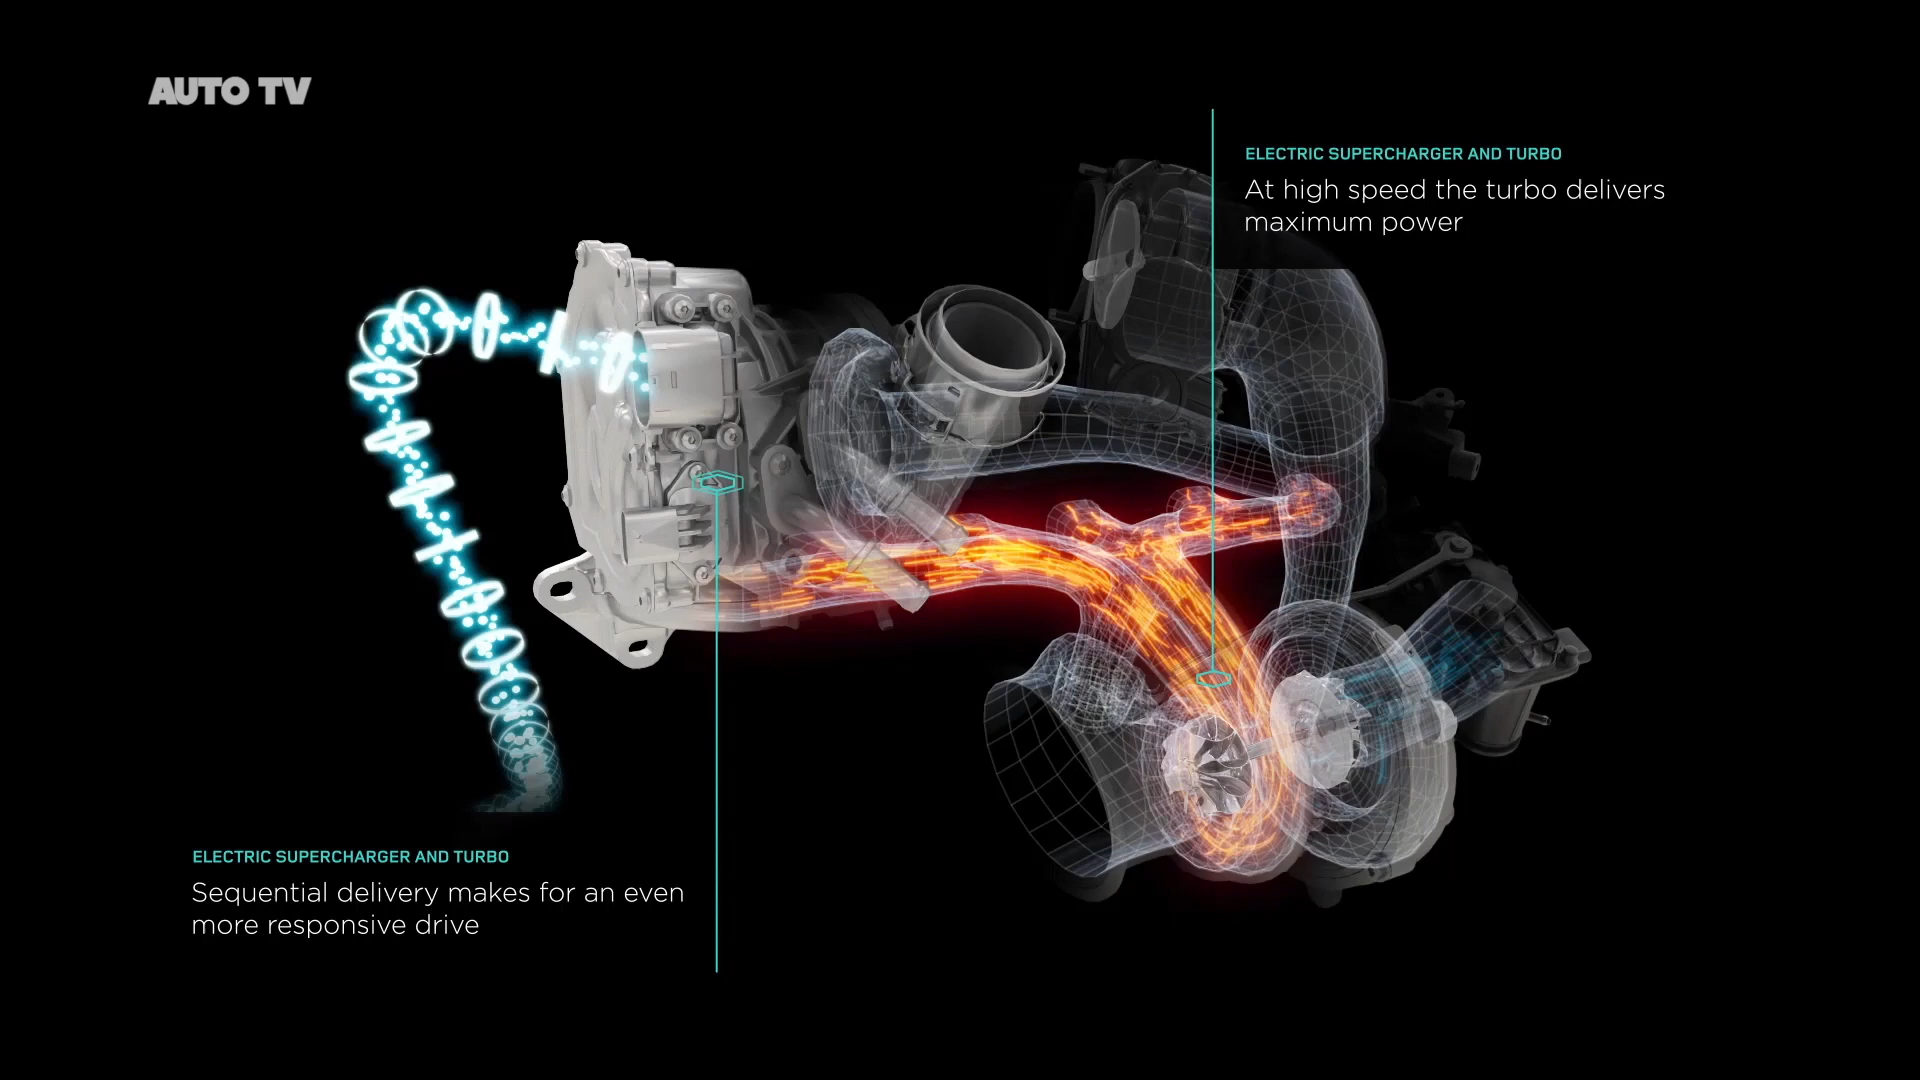 AUTO TV
ELECTRIC SUPERCHARGER AND TURBO
At high speed the turbo delivers
maximum power
ELECTRIC SUPERCHARGER AND TURBO
Sequential delivery makes for an even
more responsive drive